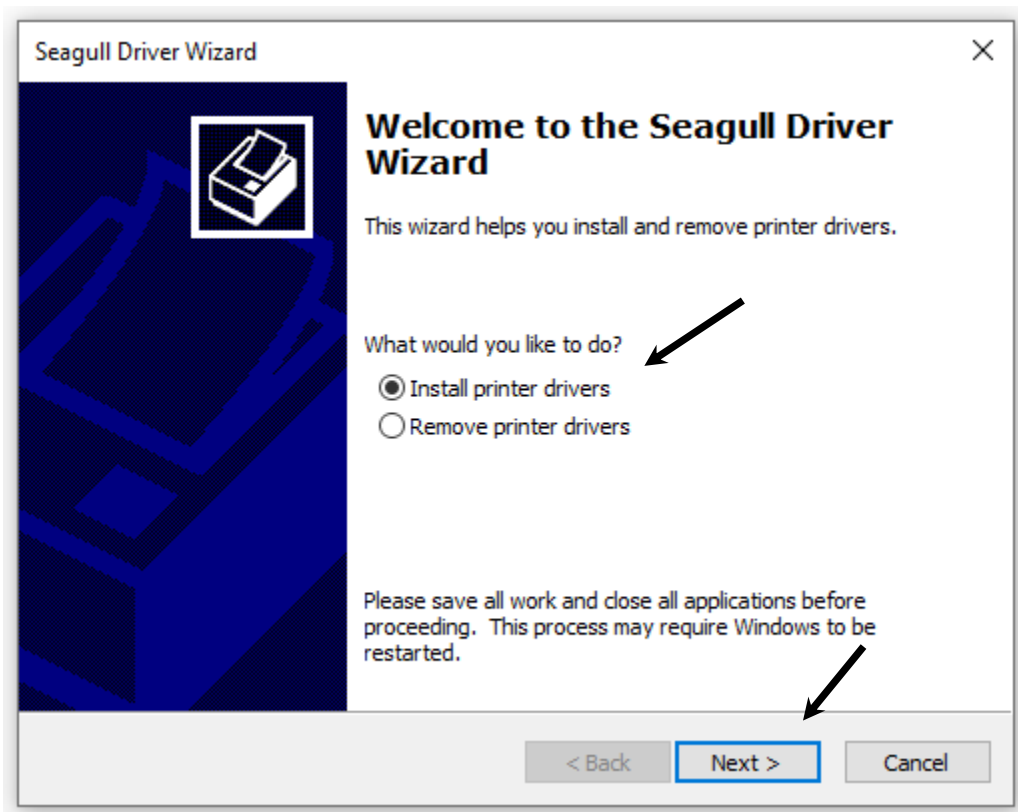 Seagull Driver Wizard
Welcome to the Seagull Driver
Wizard
This wizard helps you install and remove printer drivers.
What would you like to do?
Install printer drivers
Remove printer drivers
Please save all work and close all applications before
proceeding.  This process may require Windows to be
restarted.
< Back Next > Cancel